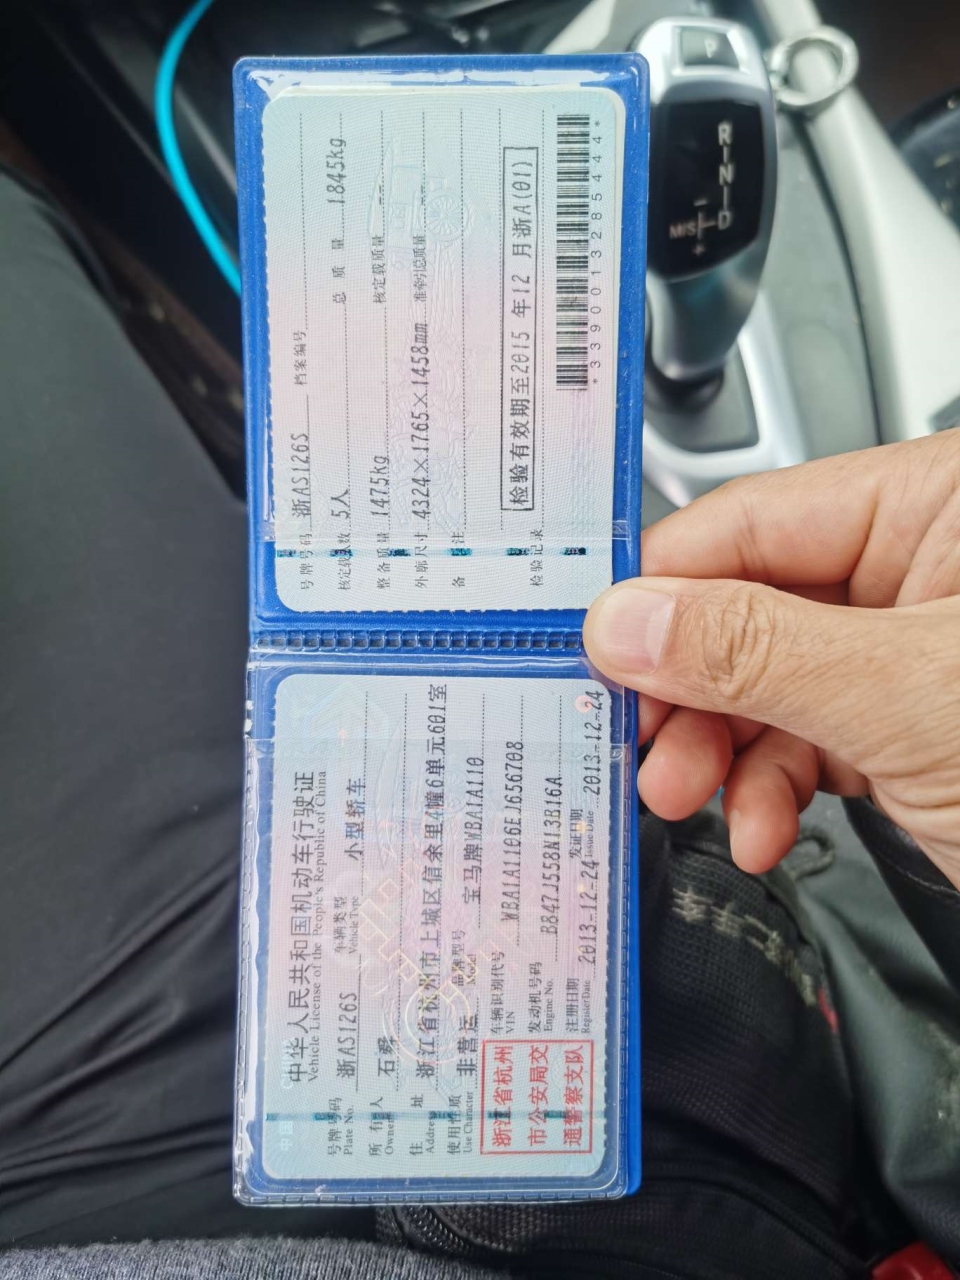 中华人民共和国机动车行驶证
Vehicle License of the People's Republic of China
号牌号码 浙AS126S 车辆类型 小型轿车
Plate No. Vehicle Type
所有人 石舜
Owner
住址 浙江省杭州市上城区信余里4幢6单元601室
Address
使用性质 非营运 品牌型号 宝马牌WBA1A110
Use Character Model
浙江省杭州
市公安局交
通警察支队
车辆识别代号 WBA1A1106EJ656708
VIN
发动机号码 B847J558N13B16A
Engine No.
注册日期 2013-12-24 发证日期 2013-12-24
Register Date Issue Date
号牌号码 浙AS126S 档案编号
核定载人数 5人 总质量 1845kg
整备质量 1475kg 核定载质量
外廓尺寸 4324×1765×1458mm 准牵引总质量
备注
检验记录 检验有效期至2015年12月浙A(01)
*3390013285444*
P
R
N
D
M/S
+
−